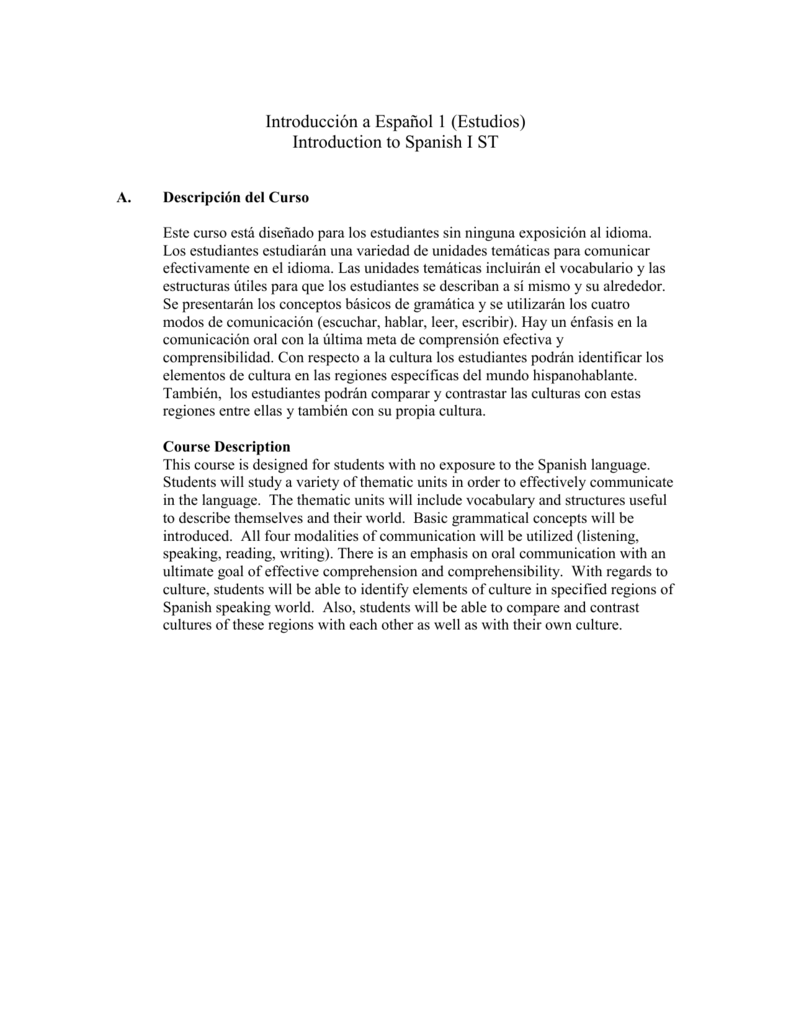 Introducción a Español 1 (Estudios)
Introduction to Spanish I ST
A. Descripción del Curso
Este curso está diseñado para los estudiantes sin ninguna exposición al idioma.
Los estudiantes estudiarán una variedad de unidades temáticas para comunicar
efectivamente en el idioma. Las unidades temáticas incluirán el vocabulario y las
estructuras útiles para que los estudiantes se describan a sí mismo y su alrededor.
Se presentarán los conceptos básicos de gramática y se utilizarán los cuatro
modos de comunicación (escuchar, hablar, leer, escribir). Hay un énfasis en la
comunicación oral con la última meta de comprensión efectiva y
comprensibilidad. Con respecto a la cultura los estudiantes podrán identificar los
elementos de cultura en las regiones específicas del mundo hispanohablante.
También, los estudiantes podrán comparar y contrastar las culturas con estas
regiones entre ellas y también con su propia cultura.
Course Description
This course is designed for students with no exposure to the Spanish language.
Students will study a variety of thematic units in order to effectively communicate
in the language. The thematic units will include vocabulary and structures useful
to describe themselves and their world. Basic grammatical concepts will be
introduced. All four modalities of communication will be utilized (listening,
speaking, reading, writing). There is an emphasis on oral communication with an
ultimate goal of effective comprehension and comprehensibility. With regards to
culture, students will be able to identify elements of culture in specified regions of
Spanish speaking world. Also, students will be able to compare and contrast
cultures of these regions with each other as well as with their own culture.